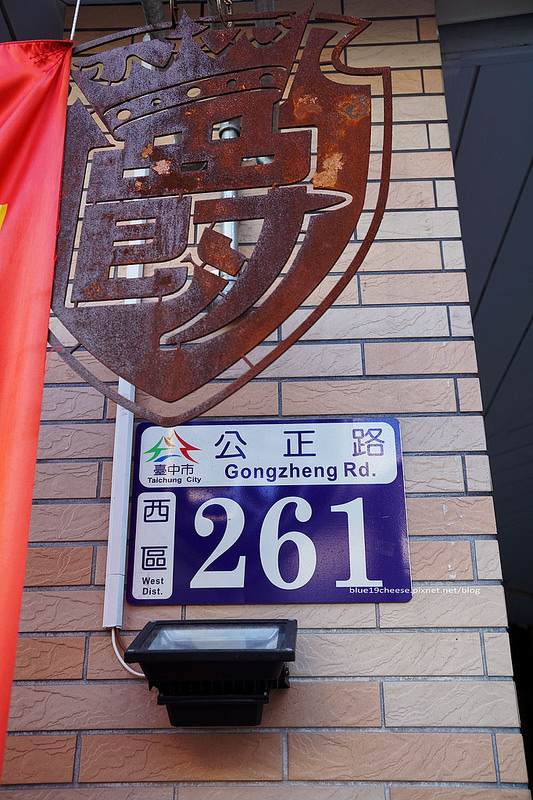 公正路
Gongzheng Rd.
臺中市
Taichung City
西區
West
Dist.
261
blue19cheese.pixnet.net/blog